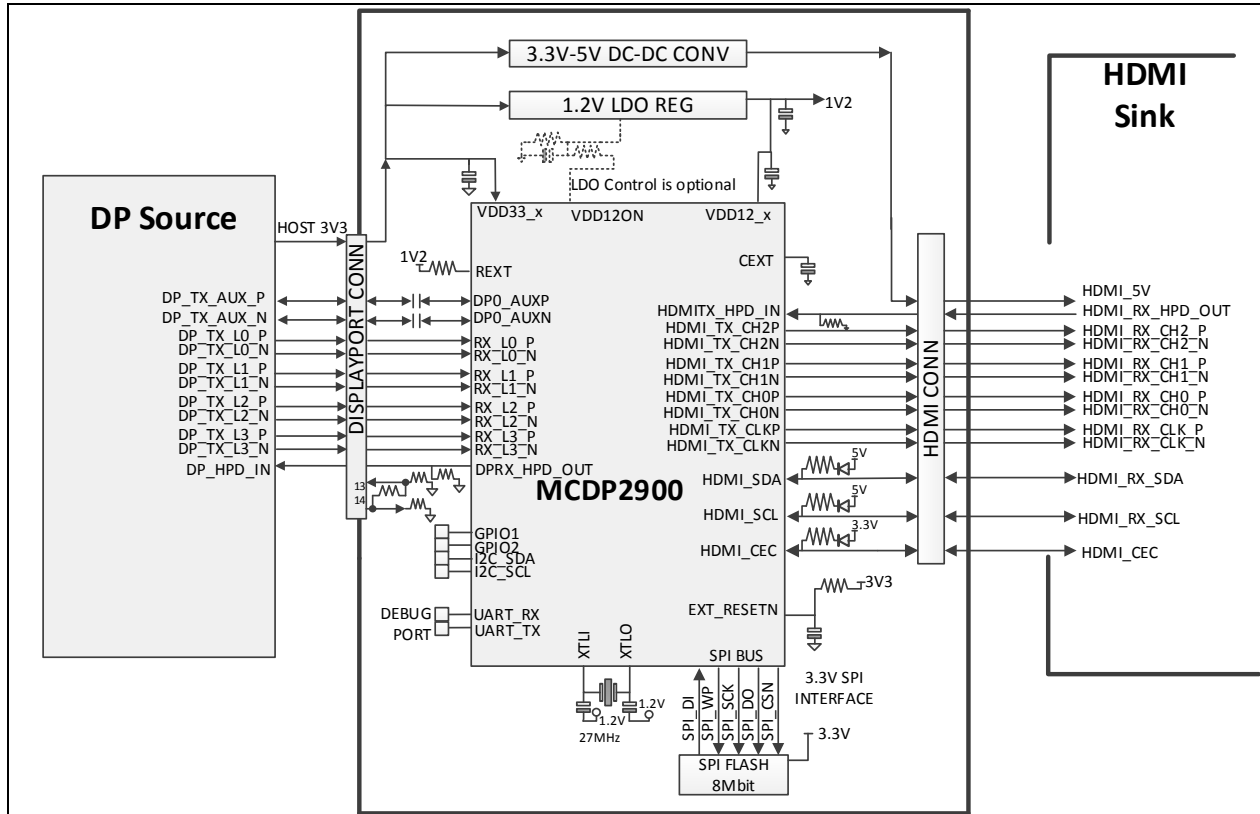 3.3V-5V DC-DC CONV
1.2V LDO REG
1V2
LDO Control is optional
HDMI
Sink
DP Source
HOST 3V3
DP_TX_AUX_P
DP_TX_AUX_N
DP_TX_L0_P
DP_TX_L0_N
DP_TX_L1_P
DP_TX_L1_N
DP_TX_L2_P
DP_TX_L2_N
DP_TX_L3_P
DP_TX_L3_N
DP_HPD_IN
DISPLAYPORT CONN
13
14
VDD33_x
VDD12ON
VDD12_x
1V2
REXT
DP0_AUXP
DP0_AUXN
RX_L0_P
RX_L0_N
RX_L1_P
RX_L1_N
RX_L2_P
RX_L2_N
RX_L3_P
RX_L3_N
DPRX_HPD_OUT
MCDP2900
GPIO1
GPIO2
I2C_SDA
I2C_SCL
DEBUG
PORT
UART_RX
UART_TX
XTLI
XTLO
1.2V
1.2V
27MHz
CEXT
HDMITX_HPD_IN
HDMI_TX_CH2P
HDMI_TX_CH2N
HDMI_TX_CH1P
HDMI_TX_CH1N
HDMI_TX_CH0P
HDMI_TX_CH0N
HDMI_TX_CLKP
HDMI_TX_CLKN
HDMI_SDA
5V
HDMI_SCL
5V
HDMI_CEC
3.3V
EXT_RESETN
3V3
SPI BUS
SPI_DI
SPI_WP
SPI_SCK
SPI_DO
SPI_CSN
3.3V SPI
INTERFACE
3.3V
SPI FLASH
8Mbit
HDMI CONN
HDMI_5V
HDMI_RX_HPD_OUT
HDMI_RX_CH2_P
HDMI_RX_CH2_N
HDMI_RX_CH1_P
HDMI_RX_CH1_N
HDMI_RX_CH0_P
HDMI_RX_CH0_N
HDMI_RX_CLK_P
HDMI_RX_CLK_N
HDMI_RX_SDA
HDMI_RX_SCL
HDMI_CEC